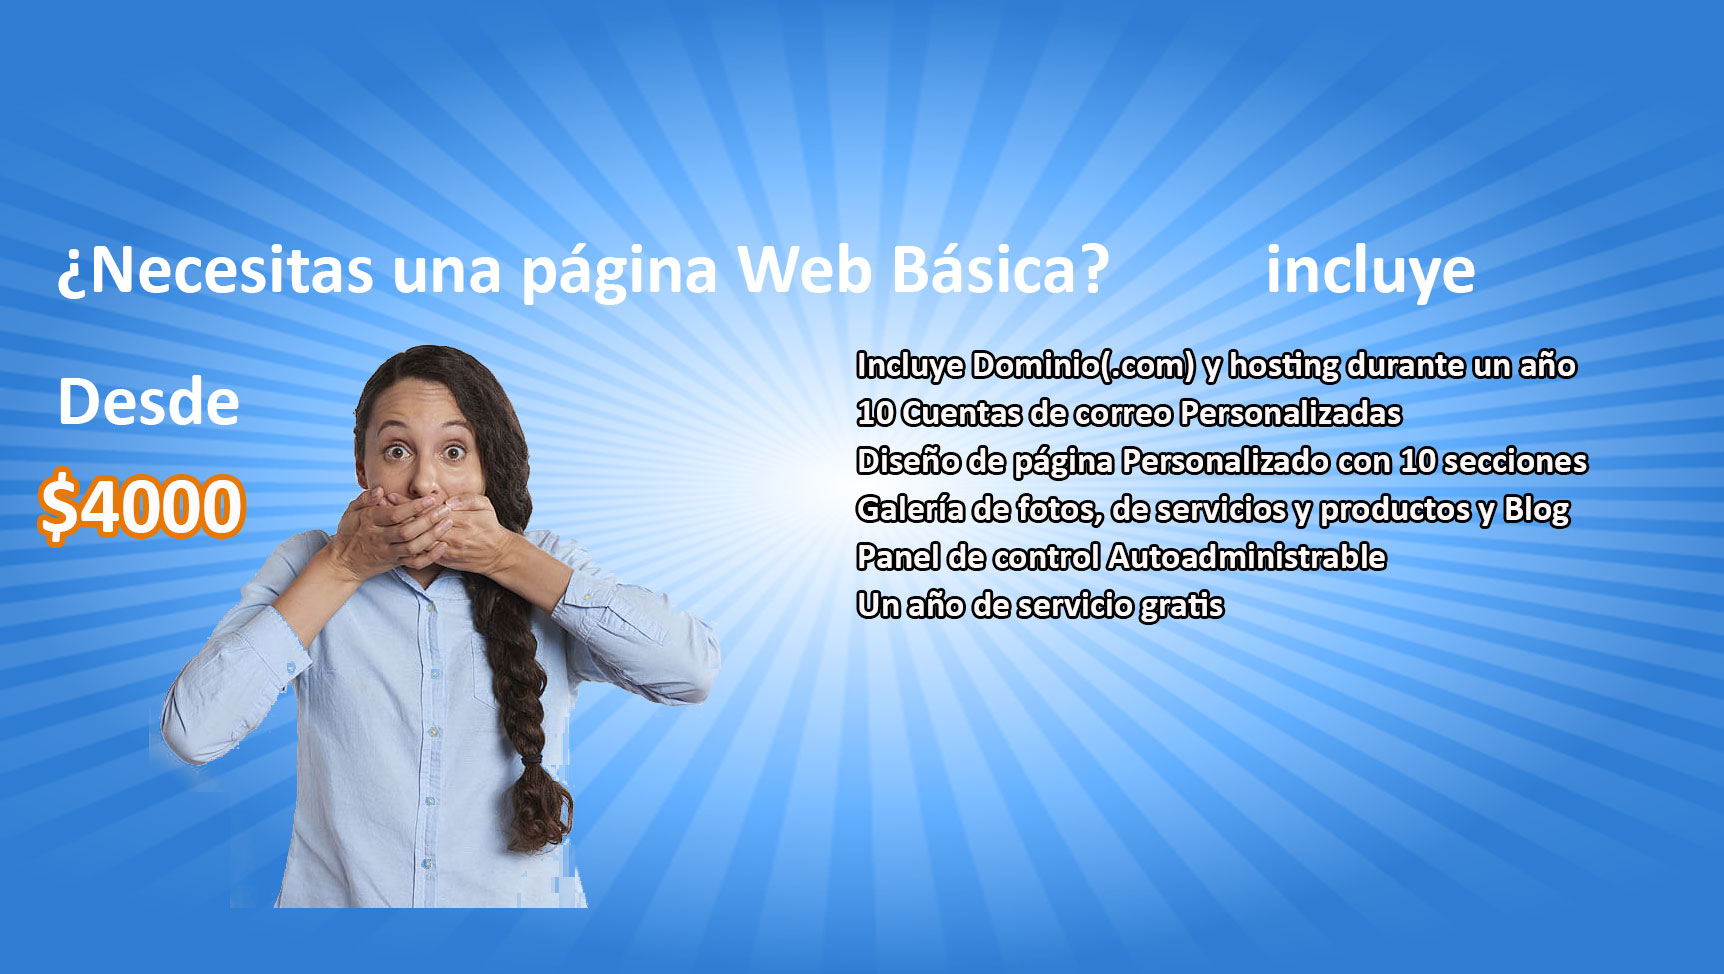 ¿Necesitas una página Web Básica?
incluye
Desde
$4000
Incluye Dominio(.com) y hosting durante un año
10 Cuentas de correo Personalizadas
Diseño de página Personalizado con 10 secciones
Galería de fotos, de servicios y productos y Blog
Panel de control Autoadministrable
Un año de servicio gratis